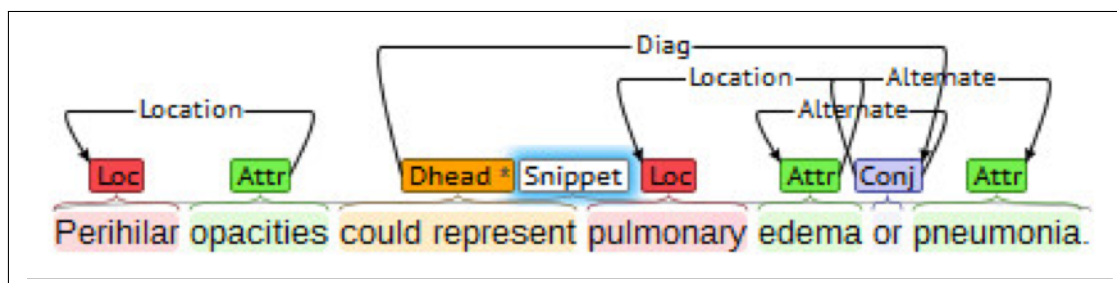 Diag
Location Alternate
Location Alternate
Loc Attr Dhead * Snippet Loc Attr Conj Attr
Perihilar opacities could represent pulmonary edema or pneumonia.